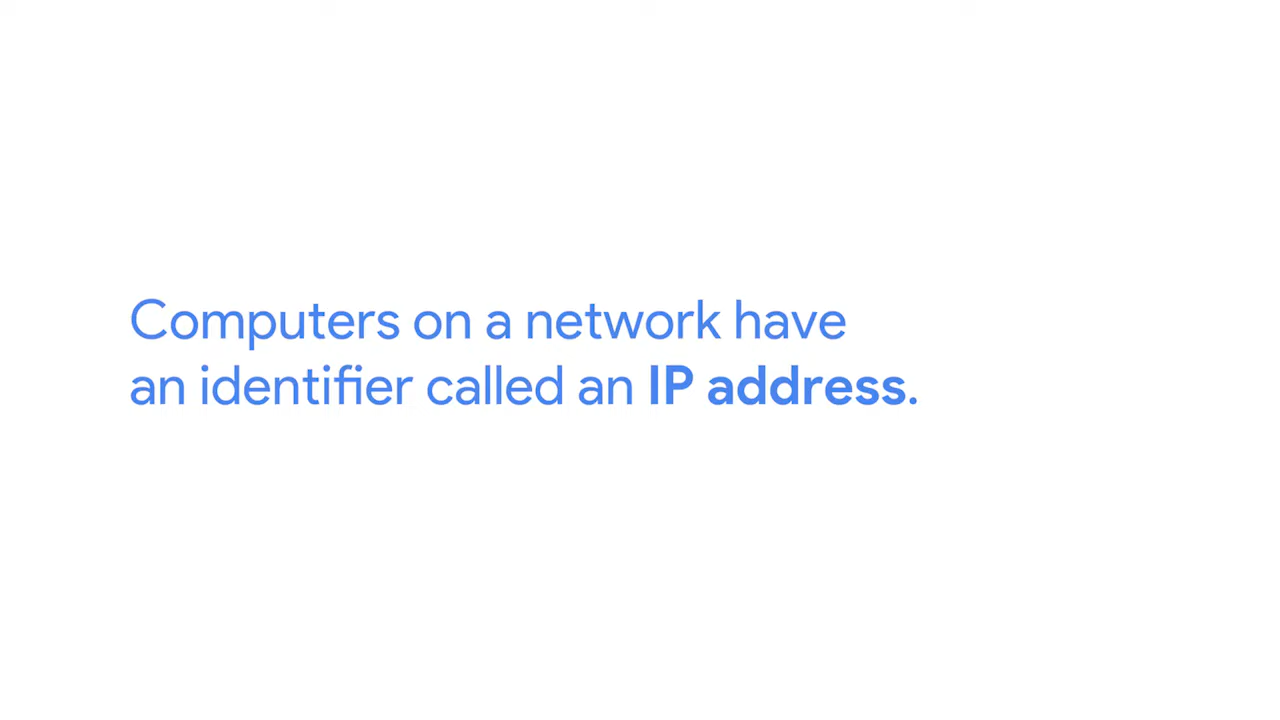 Computers on a network have
an identifier called an IP address.